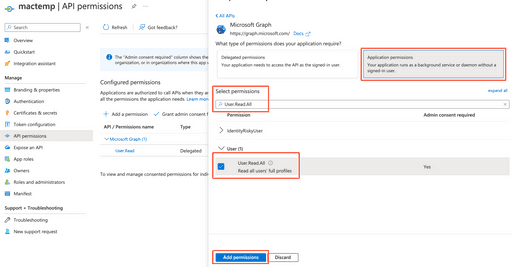 mactemp | API permissions
Search
Overview
Quickstart
Integration assistant
Manage
Branding & properties
Authentication
Certificates & secrets
Token configuration
API permissions
Expose an API
App roles
Owners
Roles and administrators
Manifest
Support + Troubleshooting
Troubleshooting
New support request
Refresh
Got feedback?
The "Admin consent required" column shows the
organization, or in organizations where this app w
Configured permissions
Applications are authorized to call APIs when they are
all the permissions the application needs. Learn more
Add a permission
Grant admin consent f
API / Permissions name
Type
Microsoft Graph (1)
User.Read
Delegated
To view and manage consented permissions for indiv
All APIs
Microsoft Graph
https://graph.microsoft.com/ Docs
What type of permissions does your application require?
Delegated permissions
Your application needs to access the API as the signed-in user.
Application permissions
Your application runs as a background service or daemon without a
signed-in user.
Select permissions
expand all
User.Read.All
Permission
Admin consent required
IdentityRiskyUser
User (1)
User.Read.All
Read all users' full profiles
Yes
Add permissions
Discard